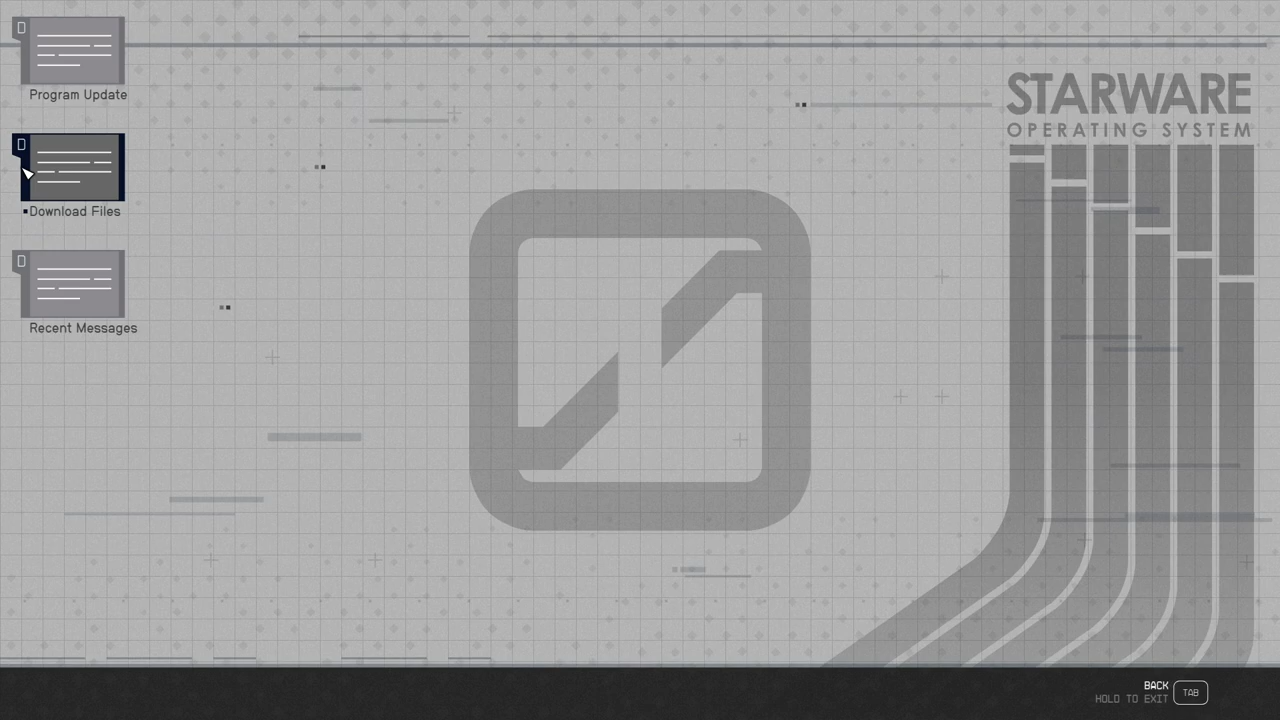 D
Program Update
D
Download Files
D
Recent Messages
STARWARE
OPERATING SYSTEM
BACK
HOLD TO EXIT
TAB